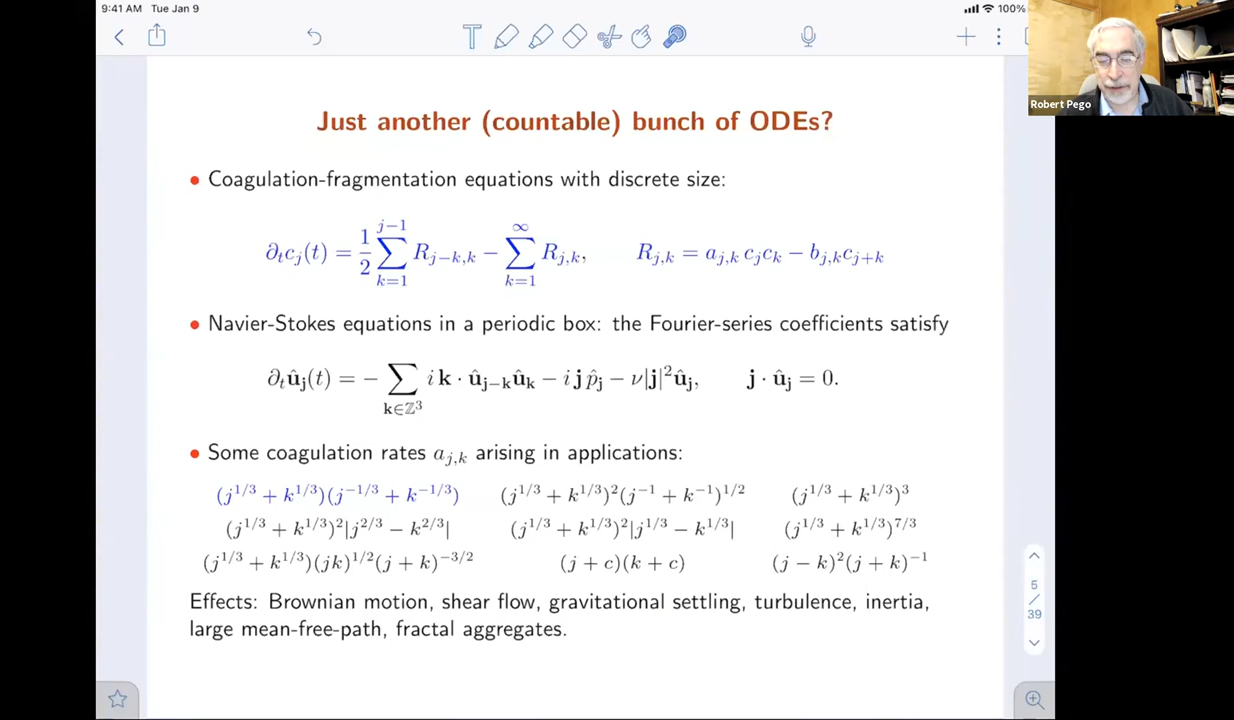 9:41 AM Tue Jan 9
100%
Robert Pego
Just another (countable) bunch of ODEs?
• Coagulation-fragmentation equations with discrete size:
∂_t c_j(t) = \frac{1}{2} \sum_{k=1}^{j−1} R_{j−k,k} − \sum_{k=1}^{∞} R_{j,k},   R_{j,k} = a_{j,k} c_j c_k − b_{j,k} c_{j+k}
• Navier-Stokes equations in a periodic box: the Fourier-series coefficients satisfy
∂_t û_j(t) = − \sum_{k∈ℤ^3} i k · û_{j−k} û_k − i j p̂_j − ν|j|^2 û_j,   j · û_j = 0.
• Some coagulation rates a_{j,k} arising in applications:
(j^{1/3} + k^{1/3})(j^{−1/3} + k^{−1/3})   (j^{1/3} + k^{1/3})^2(j^{−1} + k^{−1})^{1/2}   (j^{1/3} + k^{1/3})^3
(j^{1/3} + k^{1/3})^2|j^{2/3} − k^{2/3}|   (j^{1/3} + k^{1/3})^2|j^{1/3} − k^{1/3}|   (j^{1/3} + k^{1/3})^{7/3}
(j^{1/3} + k^{1/3})(jk)^{1/2}(j + k)^{−3/2}   (j + c)(k + c)   (j − k)^2(j + k)^{−1}
Effects: Brownian motion, shear flow, gravitational settling, turbulence, inertia,
large mean-free-path, fractal aggregates.
5
/
39